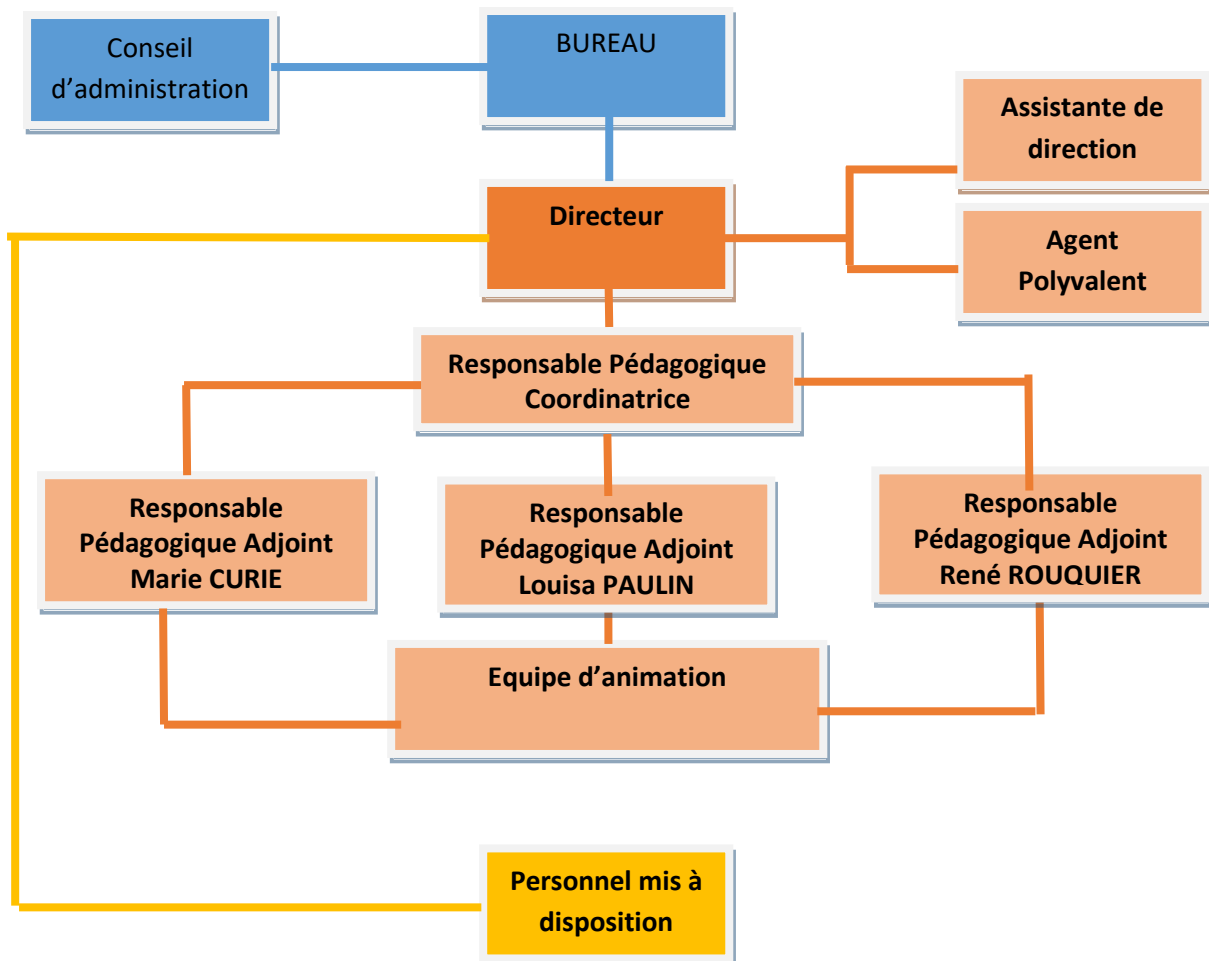 Conseil
d’administration
BUREAU
Assistante de
direction
Directeur
Agent
Polyvalent
Responsable Pédagogique
Coordinatrice
Responsable
Pédagogique Adjoint
Marie CURIE
Responsable
Pédagogique Adjoint
Louisa PAULIN
Responsable
Pédagogique Adjoint
René ROUQUIER
Equipe d’animation
Personnel mis à
disposition